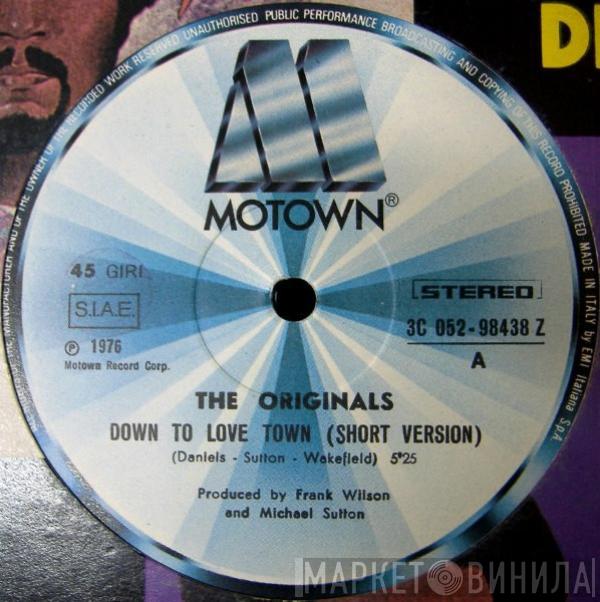 THE MANUFACTURER AND OF THE OWNER OF THE RECORDED WORK RESERVED UNAUTHORISED PUBLIC PERFORMANCE BROADCASTING AND COPYING OF THIS RECORD PROHIBITED MADE IN ITALY by EMI Italiana S.p.A.
MOTOWN®
45 GIRI
S.I.A.E.
℗ 1976
Motown Record Corp.
[STEREO]
3C 052-98438 Z
A
THE ORIGINALS
DOWN TO LOVE TOWN (SHORT VERSION)
(Daniels - Sutton - Wakefield) 5'25
Produced by Frank Wilson
and Michael Sutton
МАРКЕТ ВИНИЛА